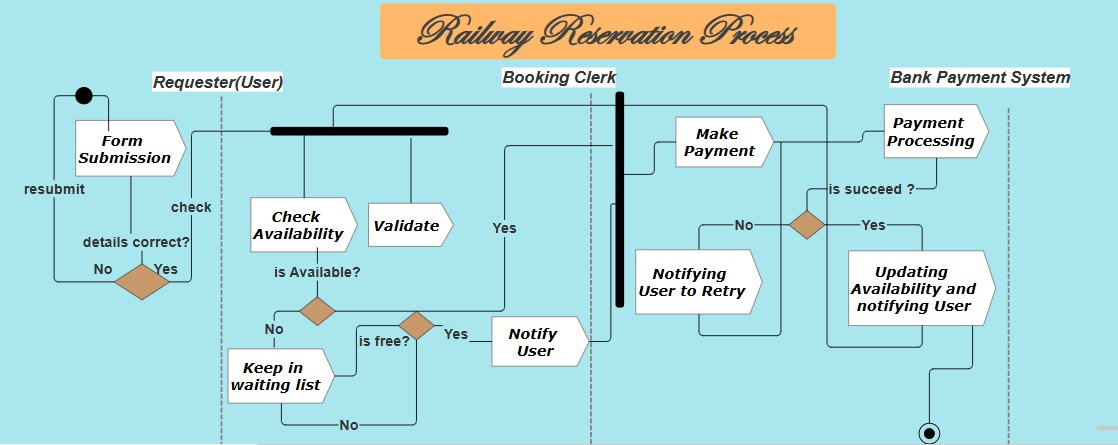 Railway Reservation Process
Requester(User)
Booking Clerk
Bank Payment System
Form
Submission
resubmit
check
details correct?
No
Yes
Check
Availability
Validate
is Available?
No
Yes
Keep in
waiting list
is free?
Yes
No
Notify
User
Make
Payment
Payment
Processing
is succeed ?
No
Yes
Notifying
User to Retry
Updating
Availability and
notifying User